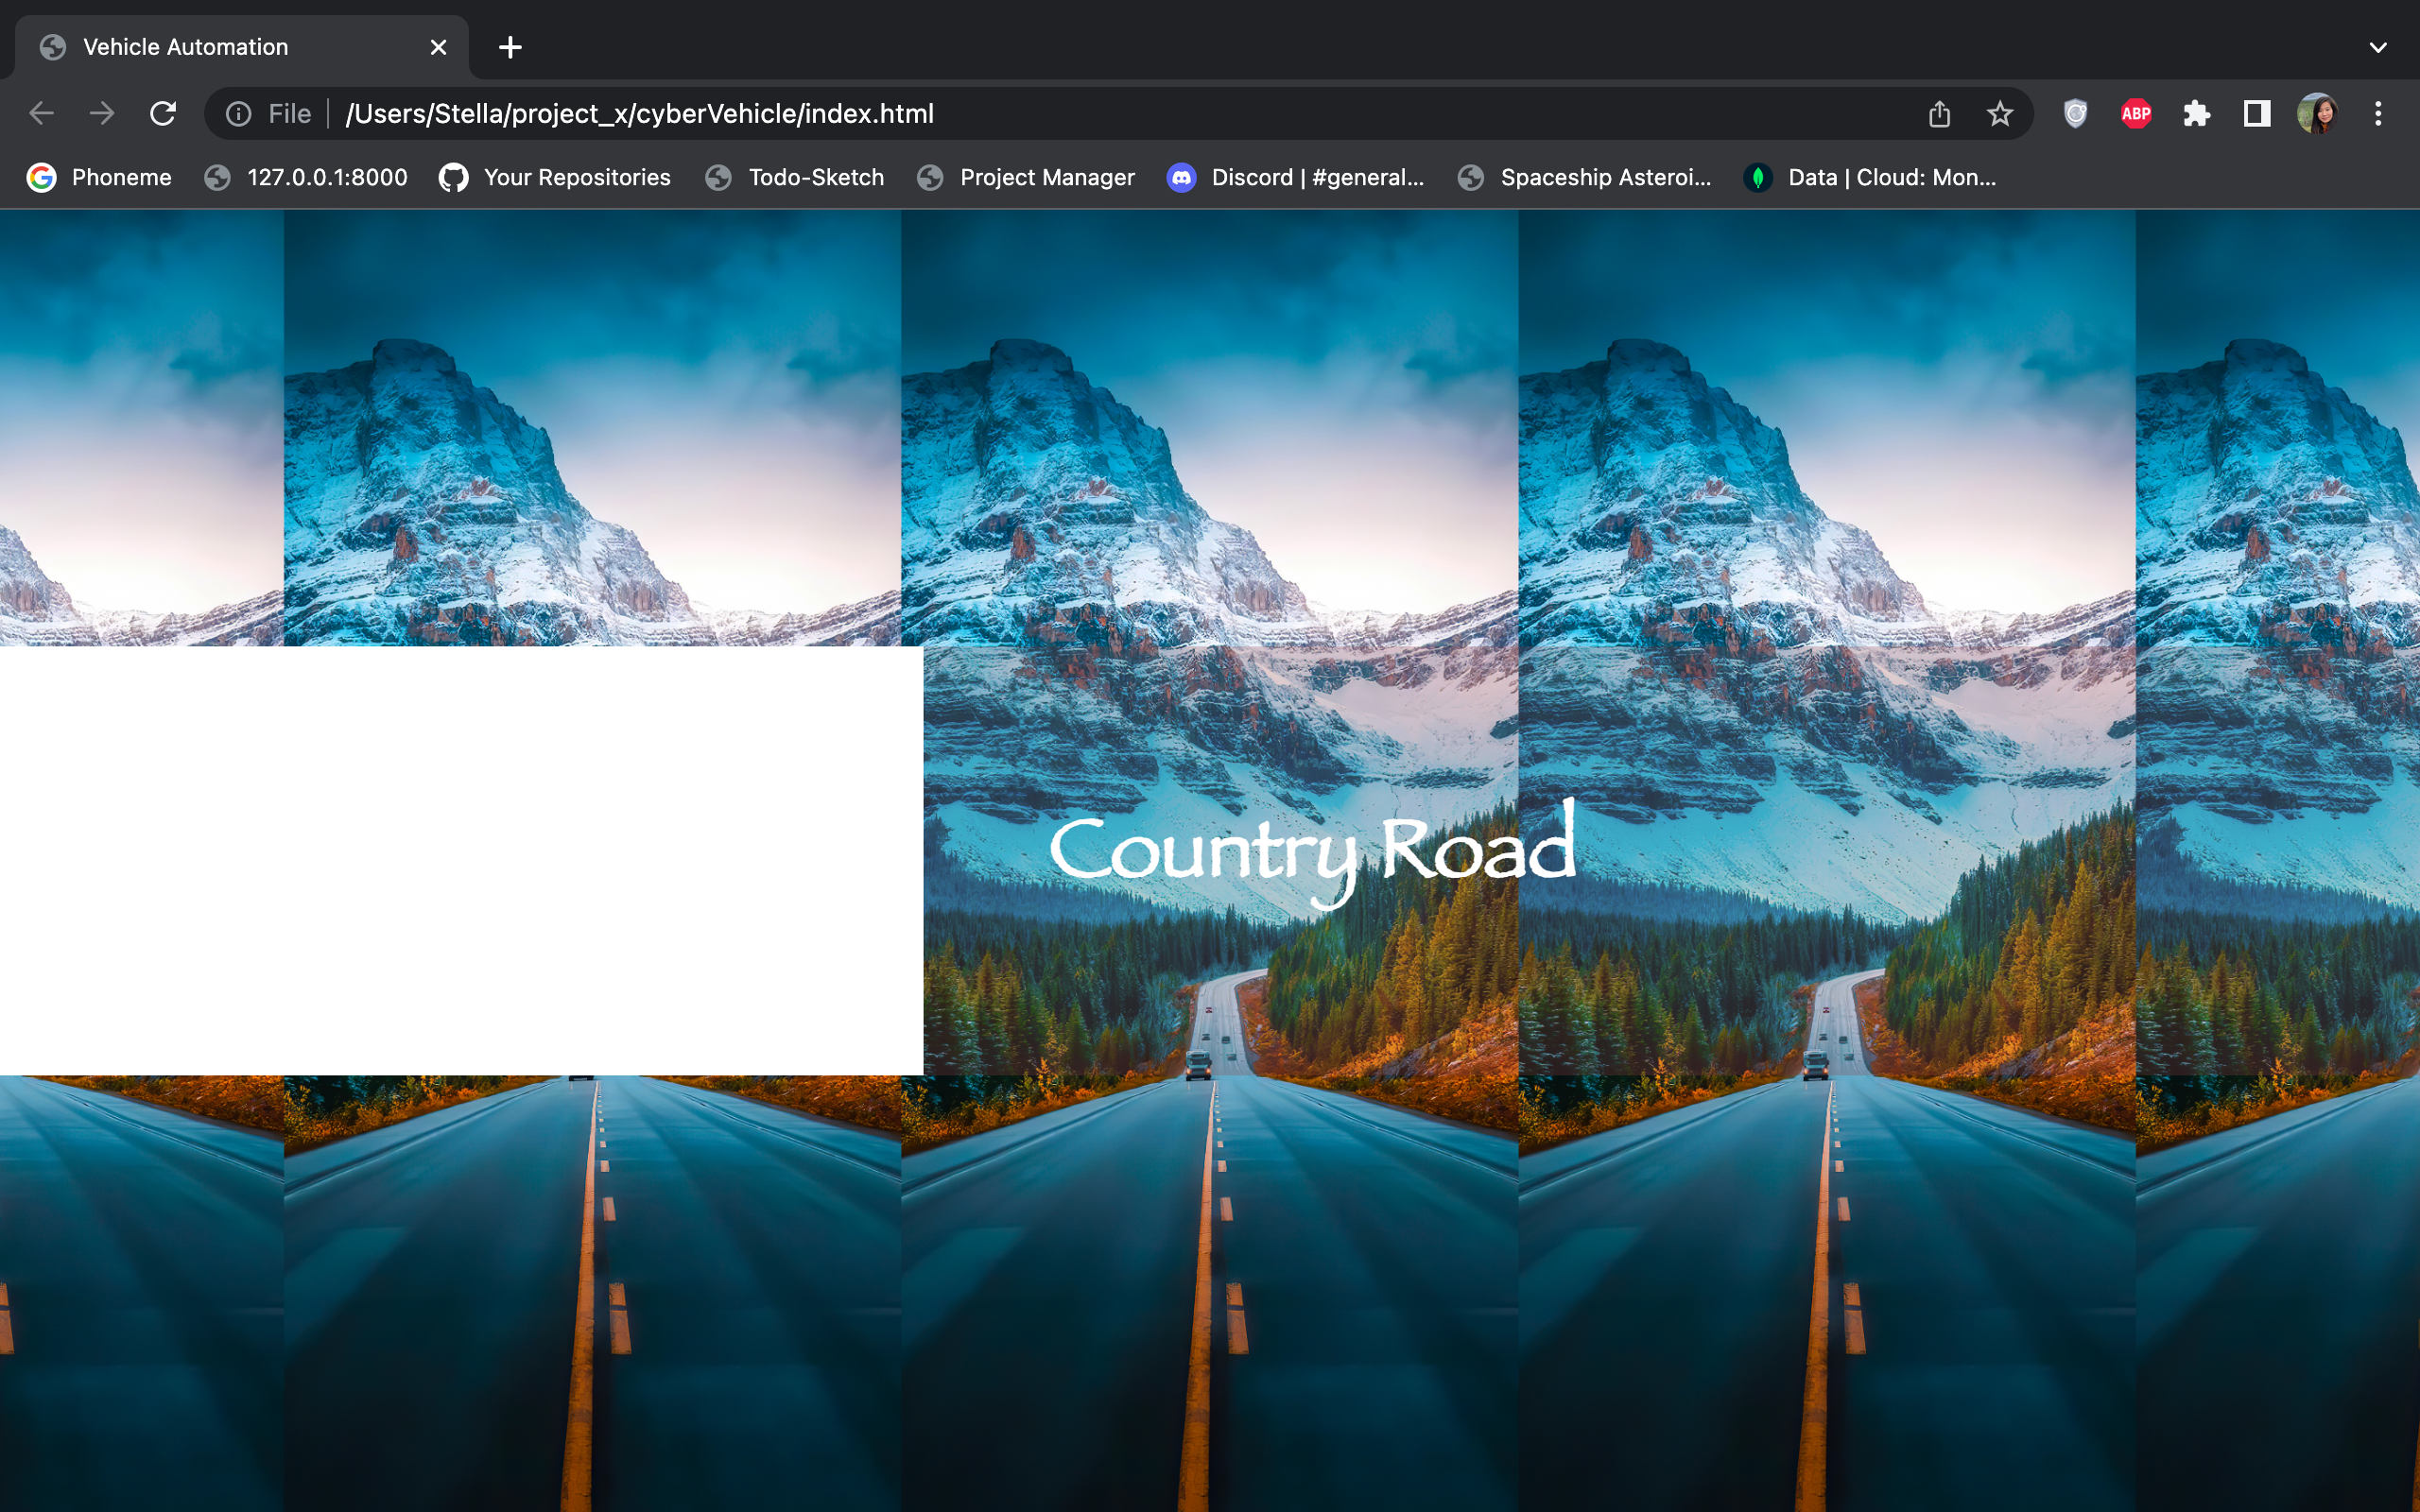 Vehicle Automation
File /Users/Stella/project_x/cyberVehicle/index.html
ABP
Phoneme 127.0.0.1:8000 Your Repositories Todo-Sketch Project Manager Discord | #general... Spaceship Asteroi... Data | Cloud: Mon...
Country Road